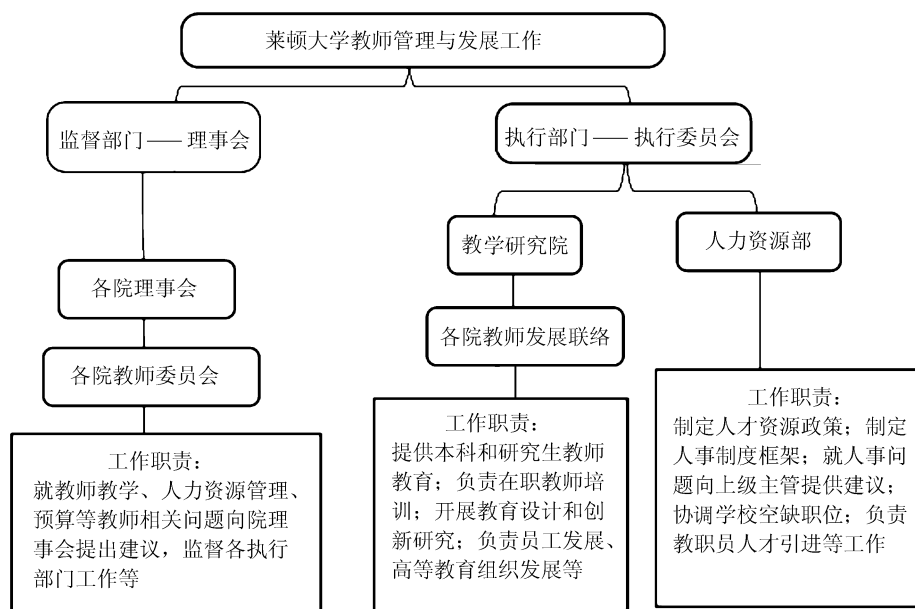 莱顿大学教师管理与发展工作
监督部门——理事会
执行部门——执行委员会
教学研究院
人力资源部
各院理事会
各院教师发展联络
各院教师委员会
工作职责：
就教师教学、人力资源管理、
预算等教师相关问题向院理
事会提出建议，监督各执行
部门工作等
工作职责：
提供本科和研究生教师
教育；负责在职教师培
训；开展教育设计和创
新研究；负责员工发展、
高等教育组织发展等
工作职责：
制定人才资源政策；制定
人事制度框架；就人事问
题向上级主管提供建议；
协调学校空缺职位；负责
教职员人才引进等工作